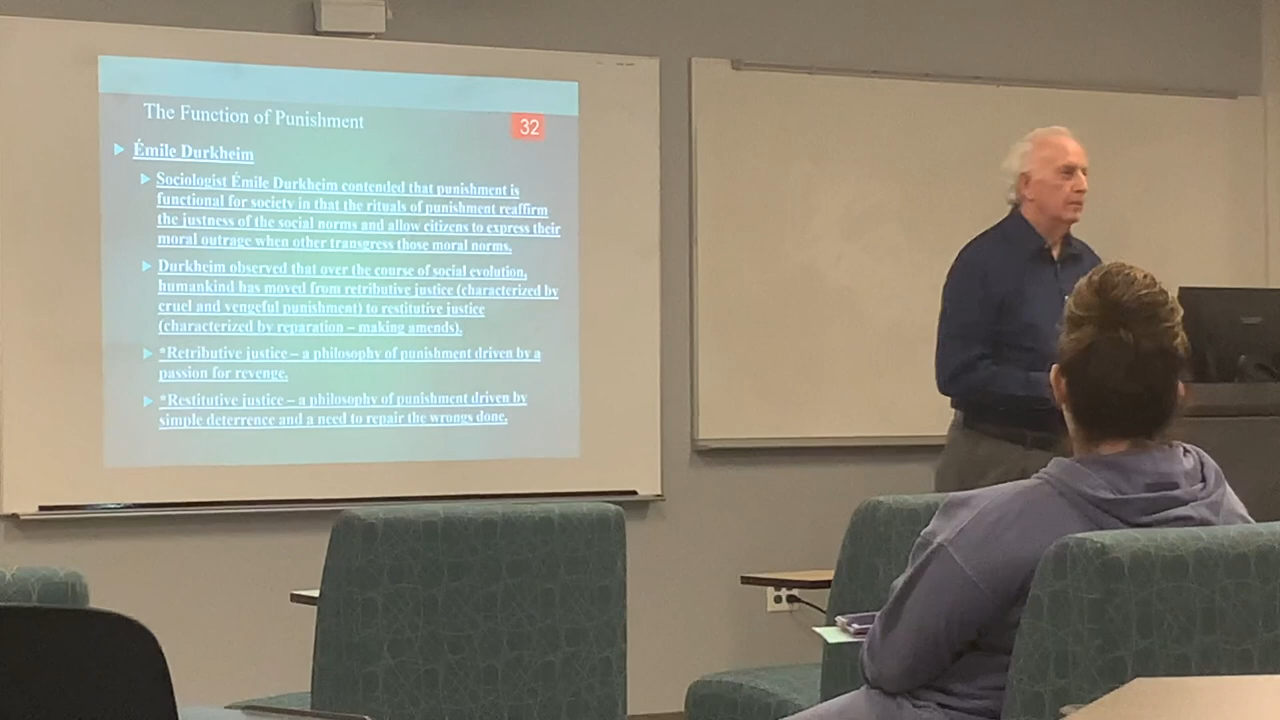 The Function of Punishment
32
Émile Durkheim
Sociologist Émile Durkheim contended that punishment is
functional for society in that the rituals of punishment reaffirm
the justness of the social norms and allow citizens to express their
moral outrage when other transgress those moral norms.
Durkheim observed that over the course of social evolution,
humankind has moved from retributive justice (characterized by
cruel and vengeful punishment) to restitutive justice
(characterized by reparation – making amends).
*Retributive justice – a philosophy of punishment driven by a
passion for revenge.
*Restitutive justice – a philosophy of punishment driven by
simple deterrence and a need to repair the wrongs done.